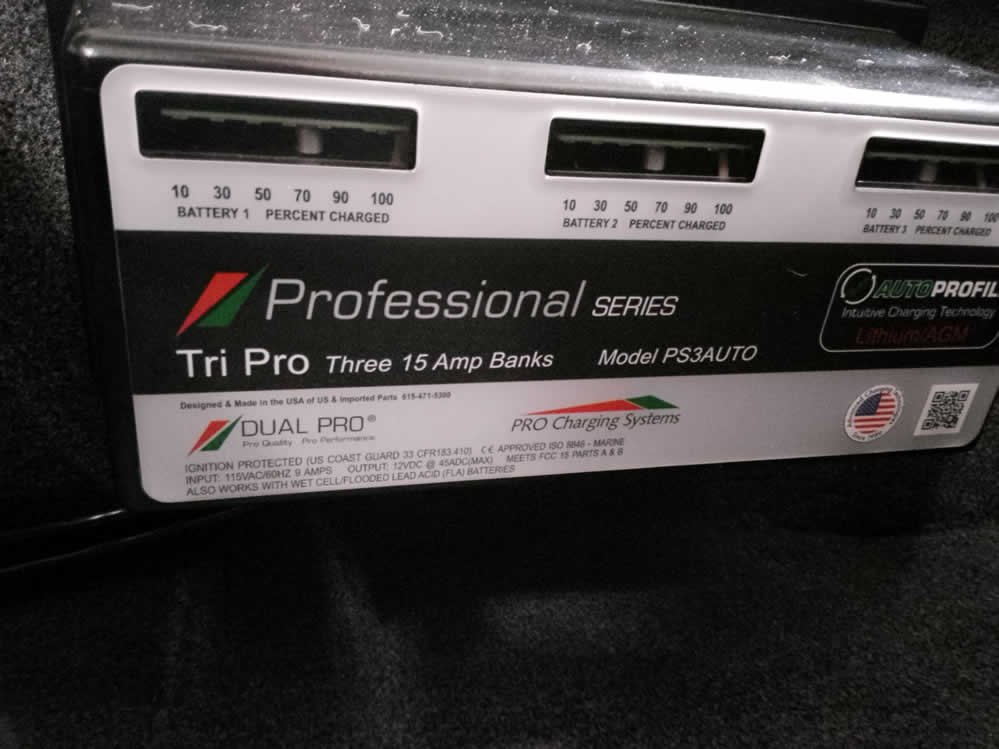 10 30 50 70 90 100
BATTERY 1 PERCENT CHARGED
10 30 50 70 90 100
BATTERY 2 PERCENT CHARGED
10 30 50 70 90 100
BATTERY 3 PERCENT CHARGED
Professional SERIES
Tri Pro Three 15 Amp Banks Model PS3AUTO
AUTOPROFIL
Intuitive Charging Technology
Lithium/AGM
Designed & Made in the USA of US & Imported Parts 615-471-5300
DUAL PRO®
Pro Quality Pro Performance
PRO Charging Systems
IGNITION PROTECTED (US COAST GUARD 33 CFR183.410) CE APPROVED ISO 8846 - MARINE
INPUT: 115VAC/60HZ 9 AMPS OUTPUT: 12VDC @ 45ADC(MAX) MEETS FCC 15 PARTS A & B
ALSO WORKS WITH WET CELL/FLOODED LEAD ACID (FLA) BATTERIES